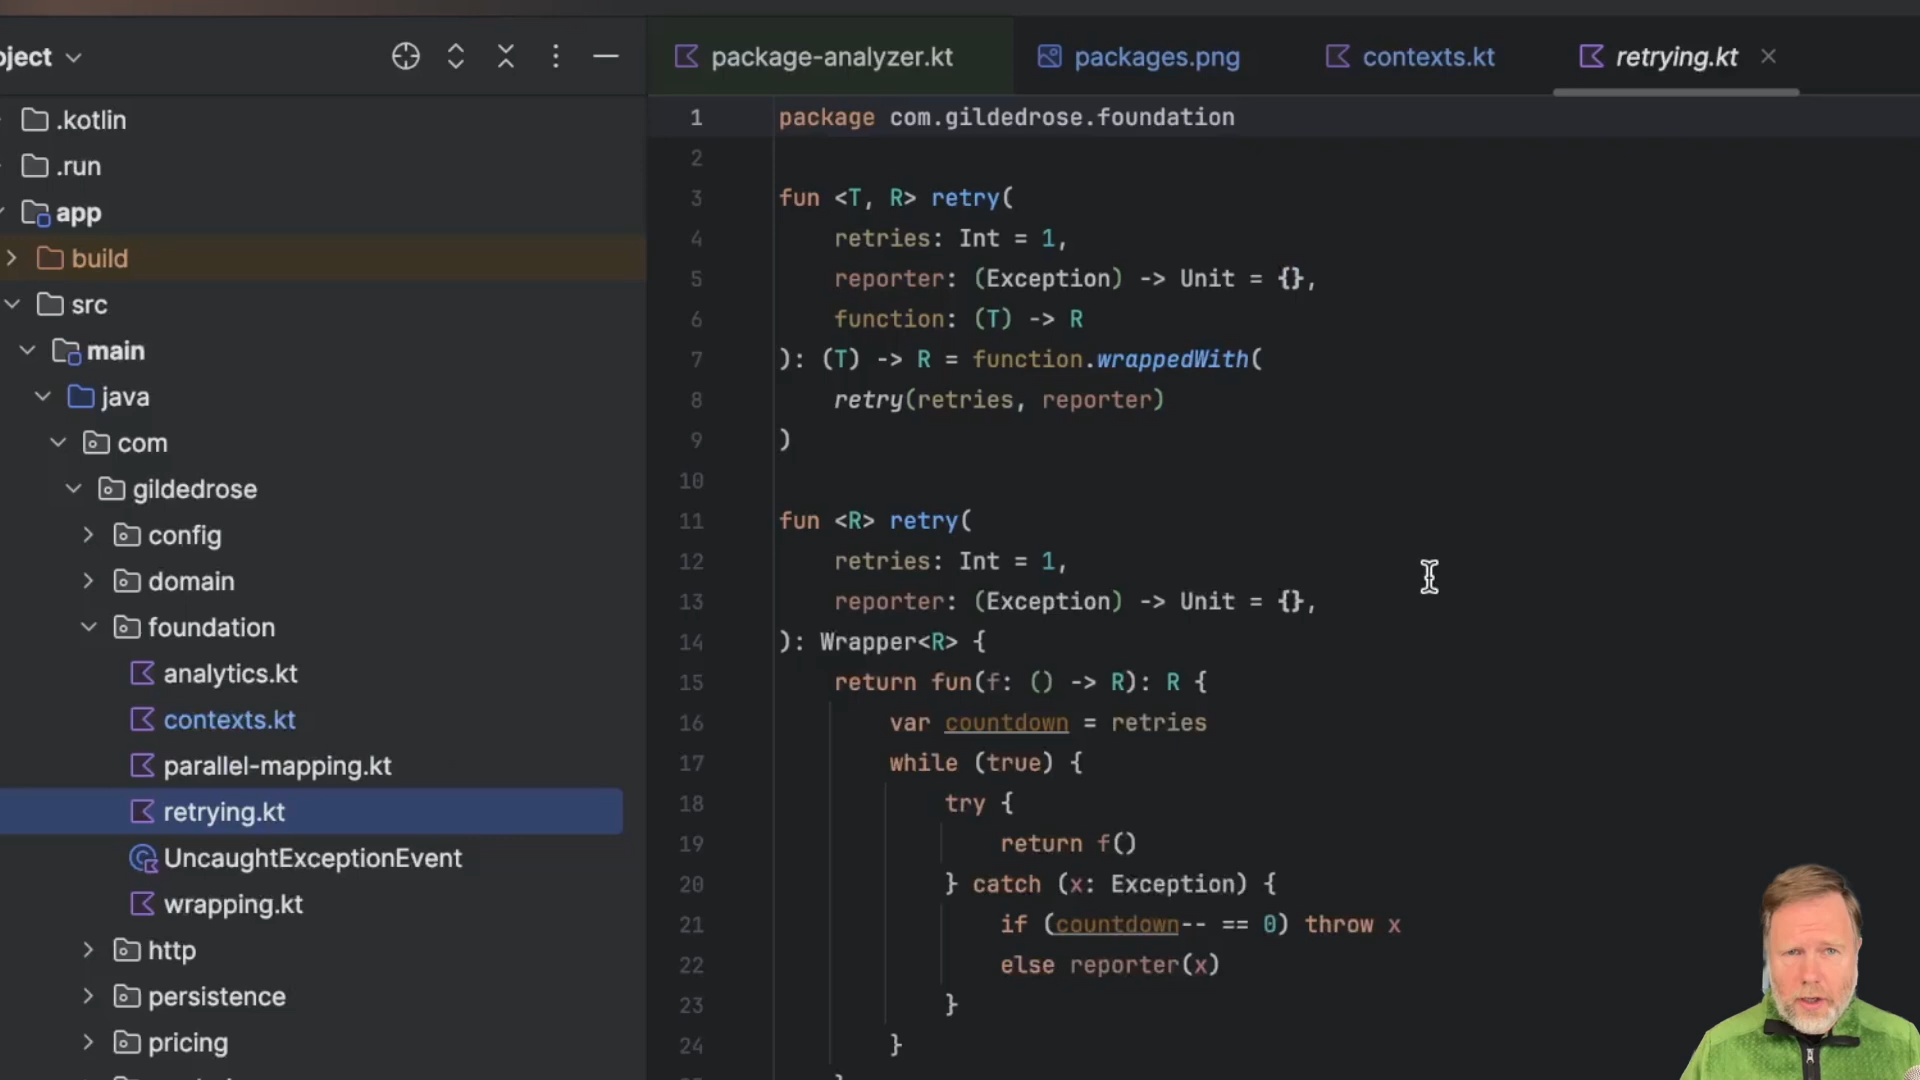 oject
.kotlin
.run
app
build
src
main
java
com
gildedrose
config
domain
foundation
analytics.kt
contexts.kt
parallel-mapping.kt
retrying.kt
UncaughtExceptionEvent
wrapping.kt
http
persistence
pricing
package-analyzer.kt
packages.png
contexts.kt
retrying.kt
1 package com.gildedrose.foundation
2
3 fun <T, R> retry(
4 retries: Int = 1,
5 reporter: (Exception) -> Unit = {},
6 function: (T) -> R
7 ): (T) -> R = function.wrappedWith(
8 retry(retries, reporter)
9 )
10
11 fun <R> retry(
12 retries: Int = 1,
13 reporter: (Exception) -> Unit = {},
14 ): Wrapper<R> {
15 return fun(f: () -> R): R {
16 var countdown = retries
17 while (true) {
18 try {
19 return f()
20 } catch (x: Exception) {
21 if (countdown-- == 0) throw x
22 else reporter(x)
23 }
24 }